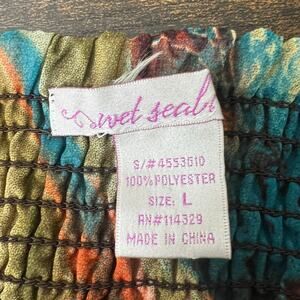 wet seal.
S/#4553610
100%POLYESTER
SIZE: L
RN#114329
MADE IN CHINA